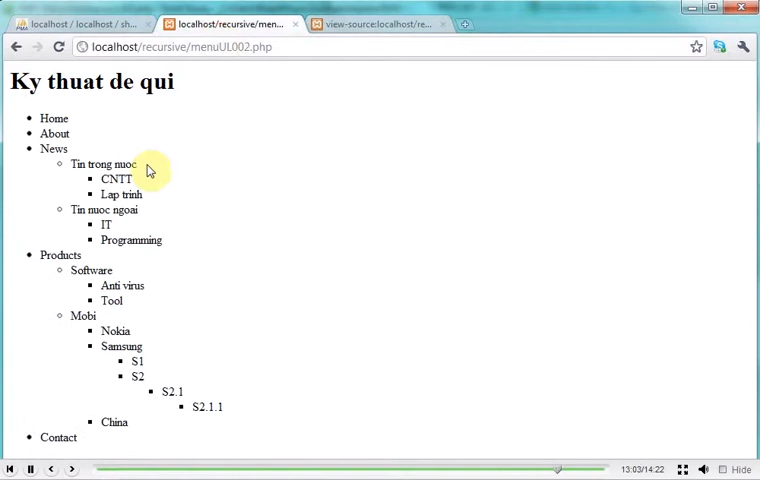 localhost / localhost / sh...
localhost/recursive/menu...
view-source:localhost/re...
localhost/recursive/menuUL002.php
Ky thuat de qui
Home
About
News
Tin trong nuoc
CNTT
Lap trinh
Tin nuoc ngoai
IT
Programming
Products
Software
Anti virus
Tool
Mobi
Nokia
Samsung
S1
S2
S2.1
S2.1.1
China
Contact
13:03/14:22
Hide